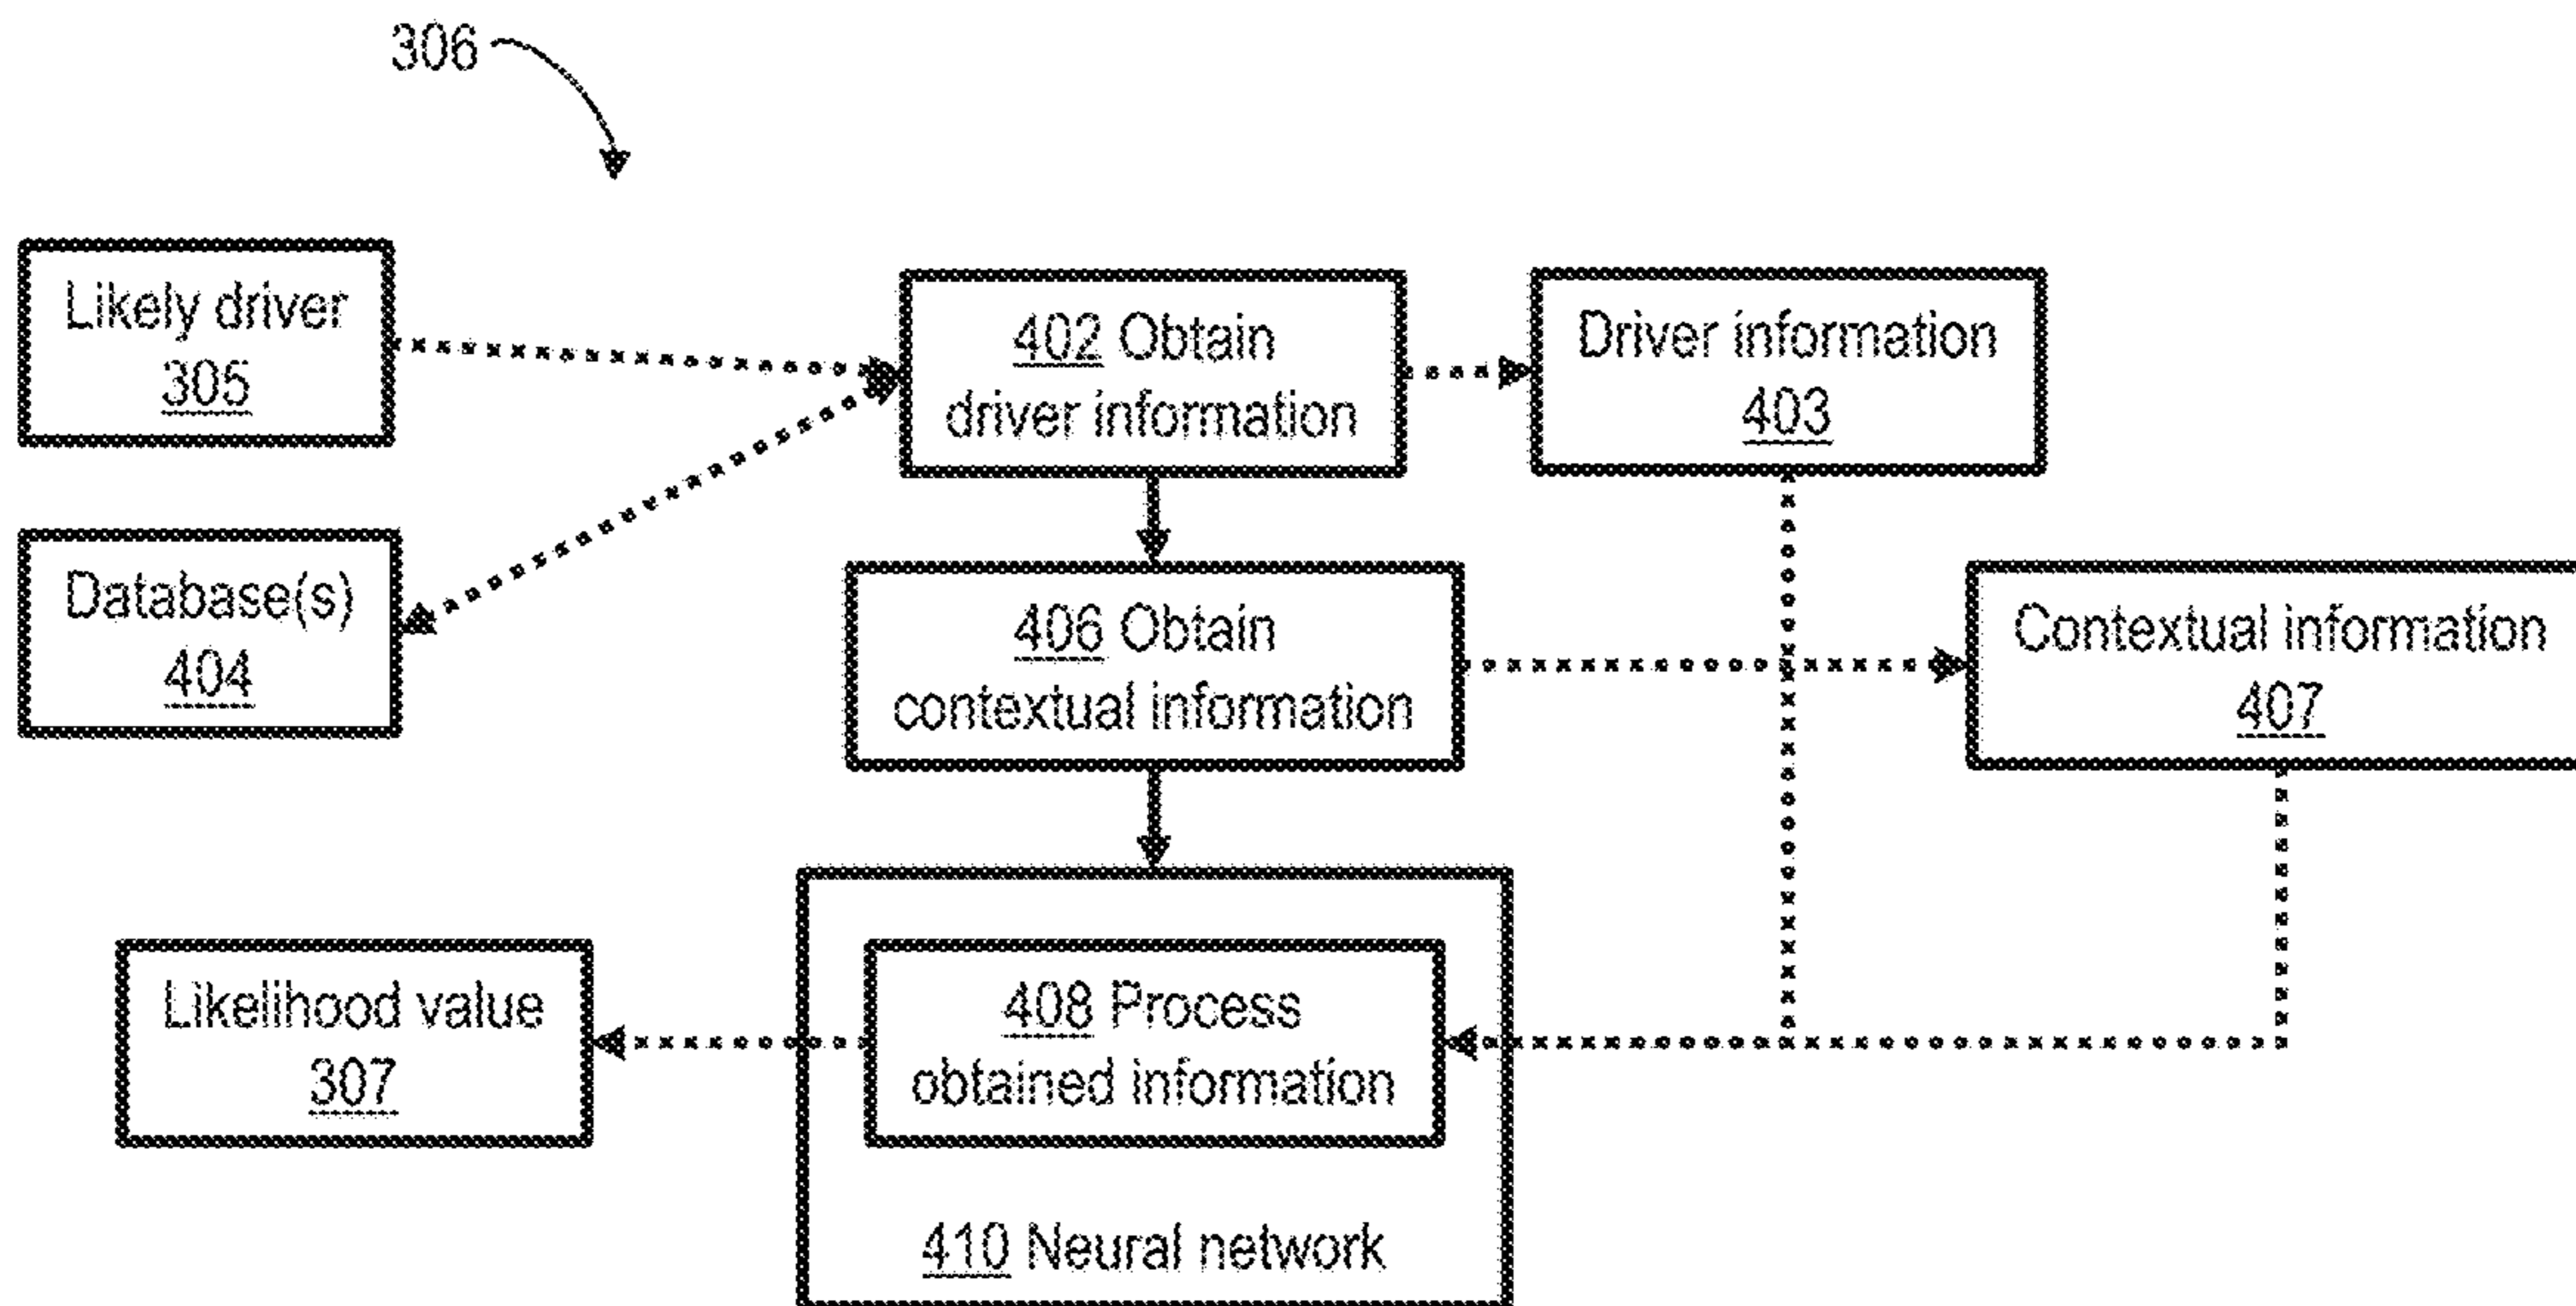 306
Likely driver
305
402 Obtain
driver information
Driver information
403
Database(s)
404
406 Obtain
contextual information
Contextual information
407
Likelihood value
307
408 Process
obtained information
410 Neural network